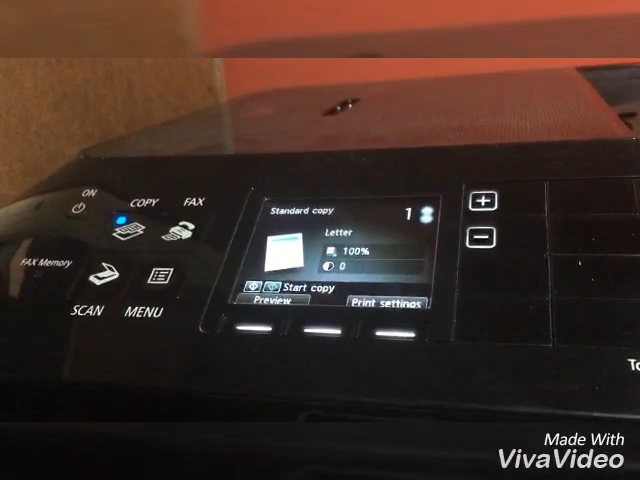 ON
COPY
FAX
FAX Memory
SCAN
MENU
Standard copy
1
Letter
100%
0
Start copy
Preview
Print settings
+
−
To
Made With
VivaVideo